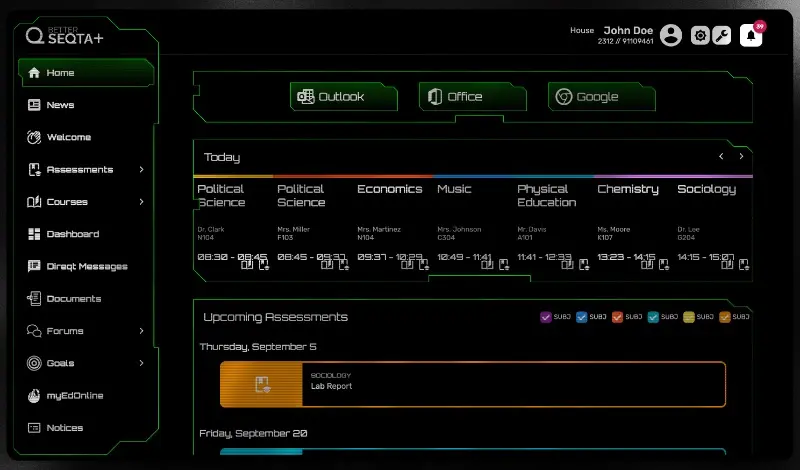 BETTER
SEQTA+
House
John Doe
2312 // 91109461
39
Home
News
Welcome
Assessments
Courses
Dashboard
Direqt Messages
Documents
Forums
Goals
myEdOnline
Notices
Outlook
Office
Google
Today
Political Science
Dr. Clark
N104
08:30 - 08:45
Political Science
Mrs. Miller
F103
08:45 - 09:37
Economics
Mrs. Martinez
N104
09:37 - 10:29
Music
Mrs. Johnson
C304
10:49 - 11:41
Physical Education
Mr. Davis
A101
11:41 - 12:33
Chemistry
Ms. Moore
K107
13:23 - 14:15
Sociology
Dr. Lee
G204
14:15 - 15:07
Upcoming Assessments
SUBJ SUBJ SUBJ SUBJ SUBJ SUBJ
Thursday, September 5
SOCIOLOGY
Lab Report
Friday, September 20